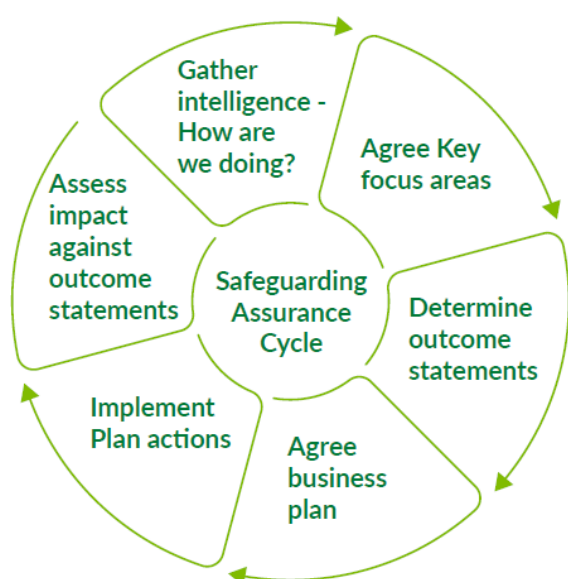 Gather
intelligence -
How are
we doing?
Agree Key
focus areas
Determine
outcome
statements
Agree
business
plan
Implement
Plan actions
Assess
impact
against
outcome
statements
Safeguarding
Assurance
Cycle